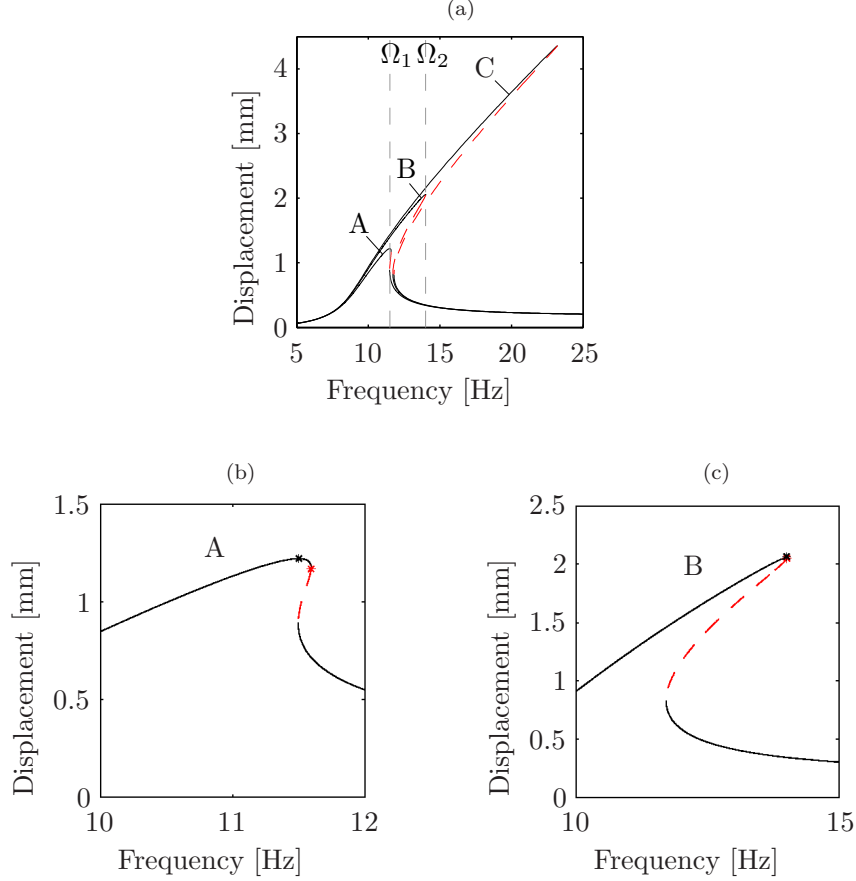 (a)
Ω1 Ω2
C
B
A
4
3
2
1
0
5 10 15 20 25
Displacement [mm]
Frequency [Hz]
(b)
A
1.5
1
0.5
0
10 11 12
Displacement [mm]
Frequency [Hz]
(c)
B
2.5
2
1.5
1
0.5
0
10 15
Displacement [mm]
Frequency [Hz]